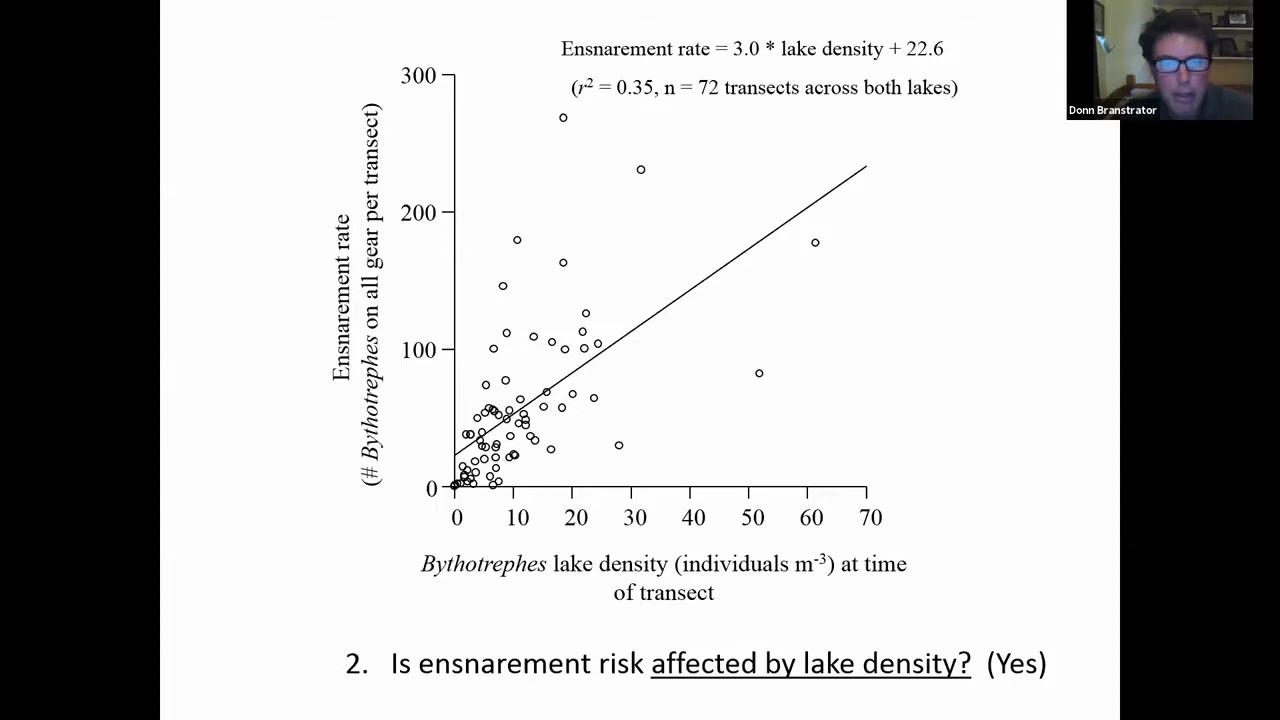 Ensnarement rate = 3.0 * lake density + 22.6
(r² = 0.35, n = 72 transects across both lakes)
Donn Branstrator
Ensnarement rate
(# Bythotrephes on all gear per transect)
300
200
100
0
0 10 20 30 40 50 60 70
Bythotrephes lake density (individuals m⁻³) at time
of transect
2. Is ensnarement risk affected by lake density? (Yes)